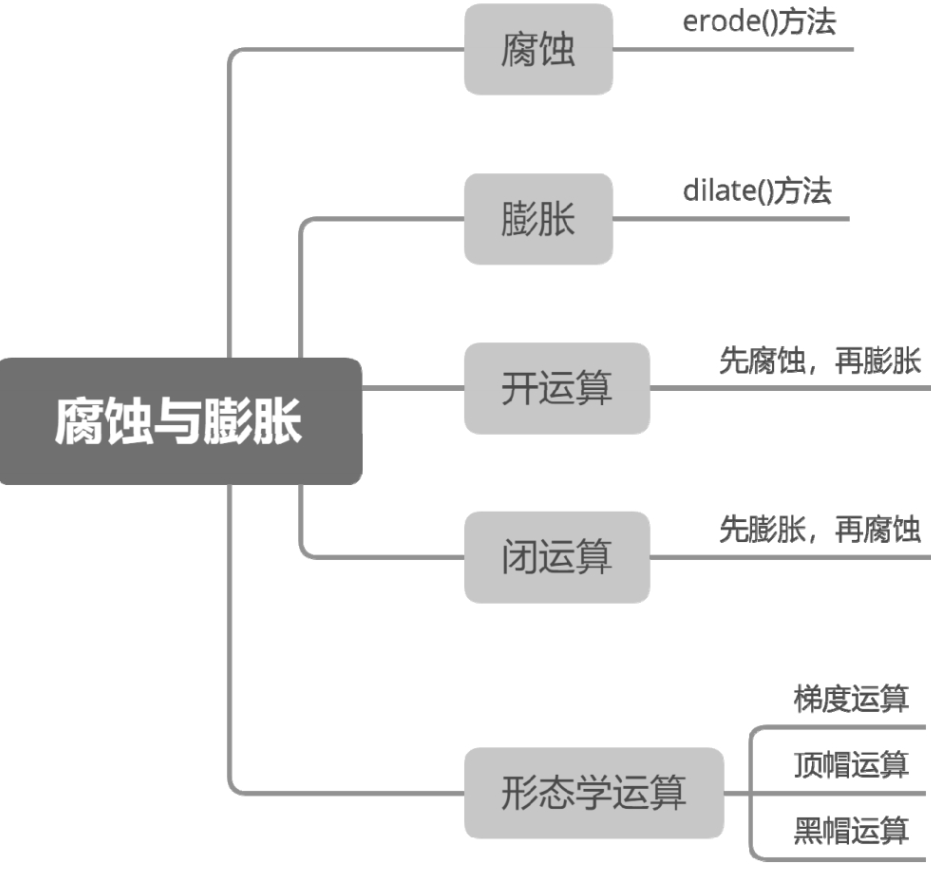 腐蚀与膨胀
腐蚀
erode()方法
膨胀
dilate()方法
开运算
先腐蚀，再膨胀
闭运算
先膨胀，再腐蚀
形态学运算
梯度运算
顶帽运算
黑帽运算